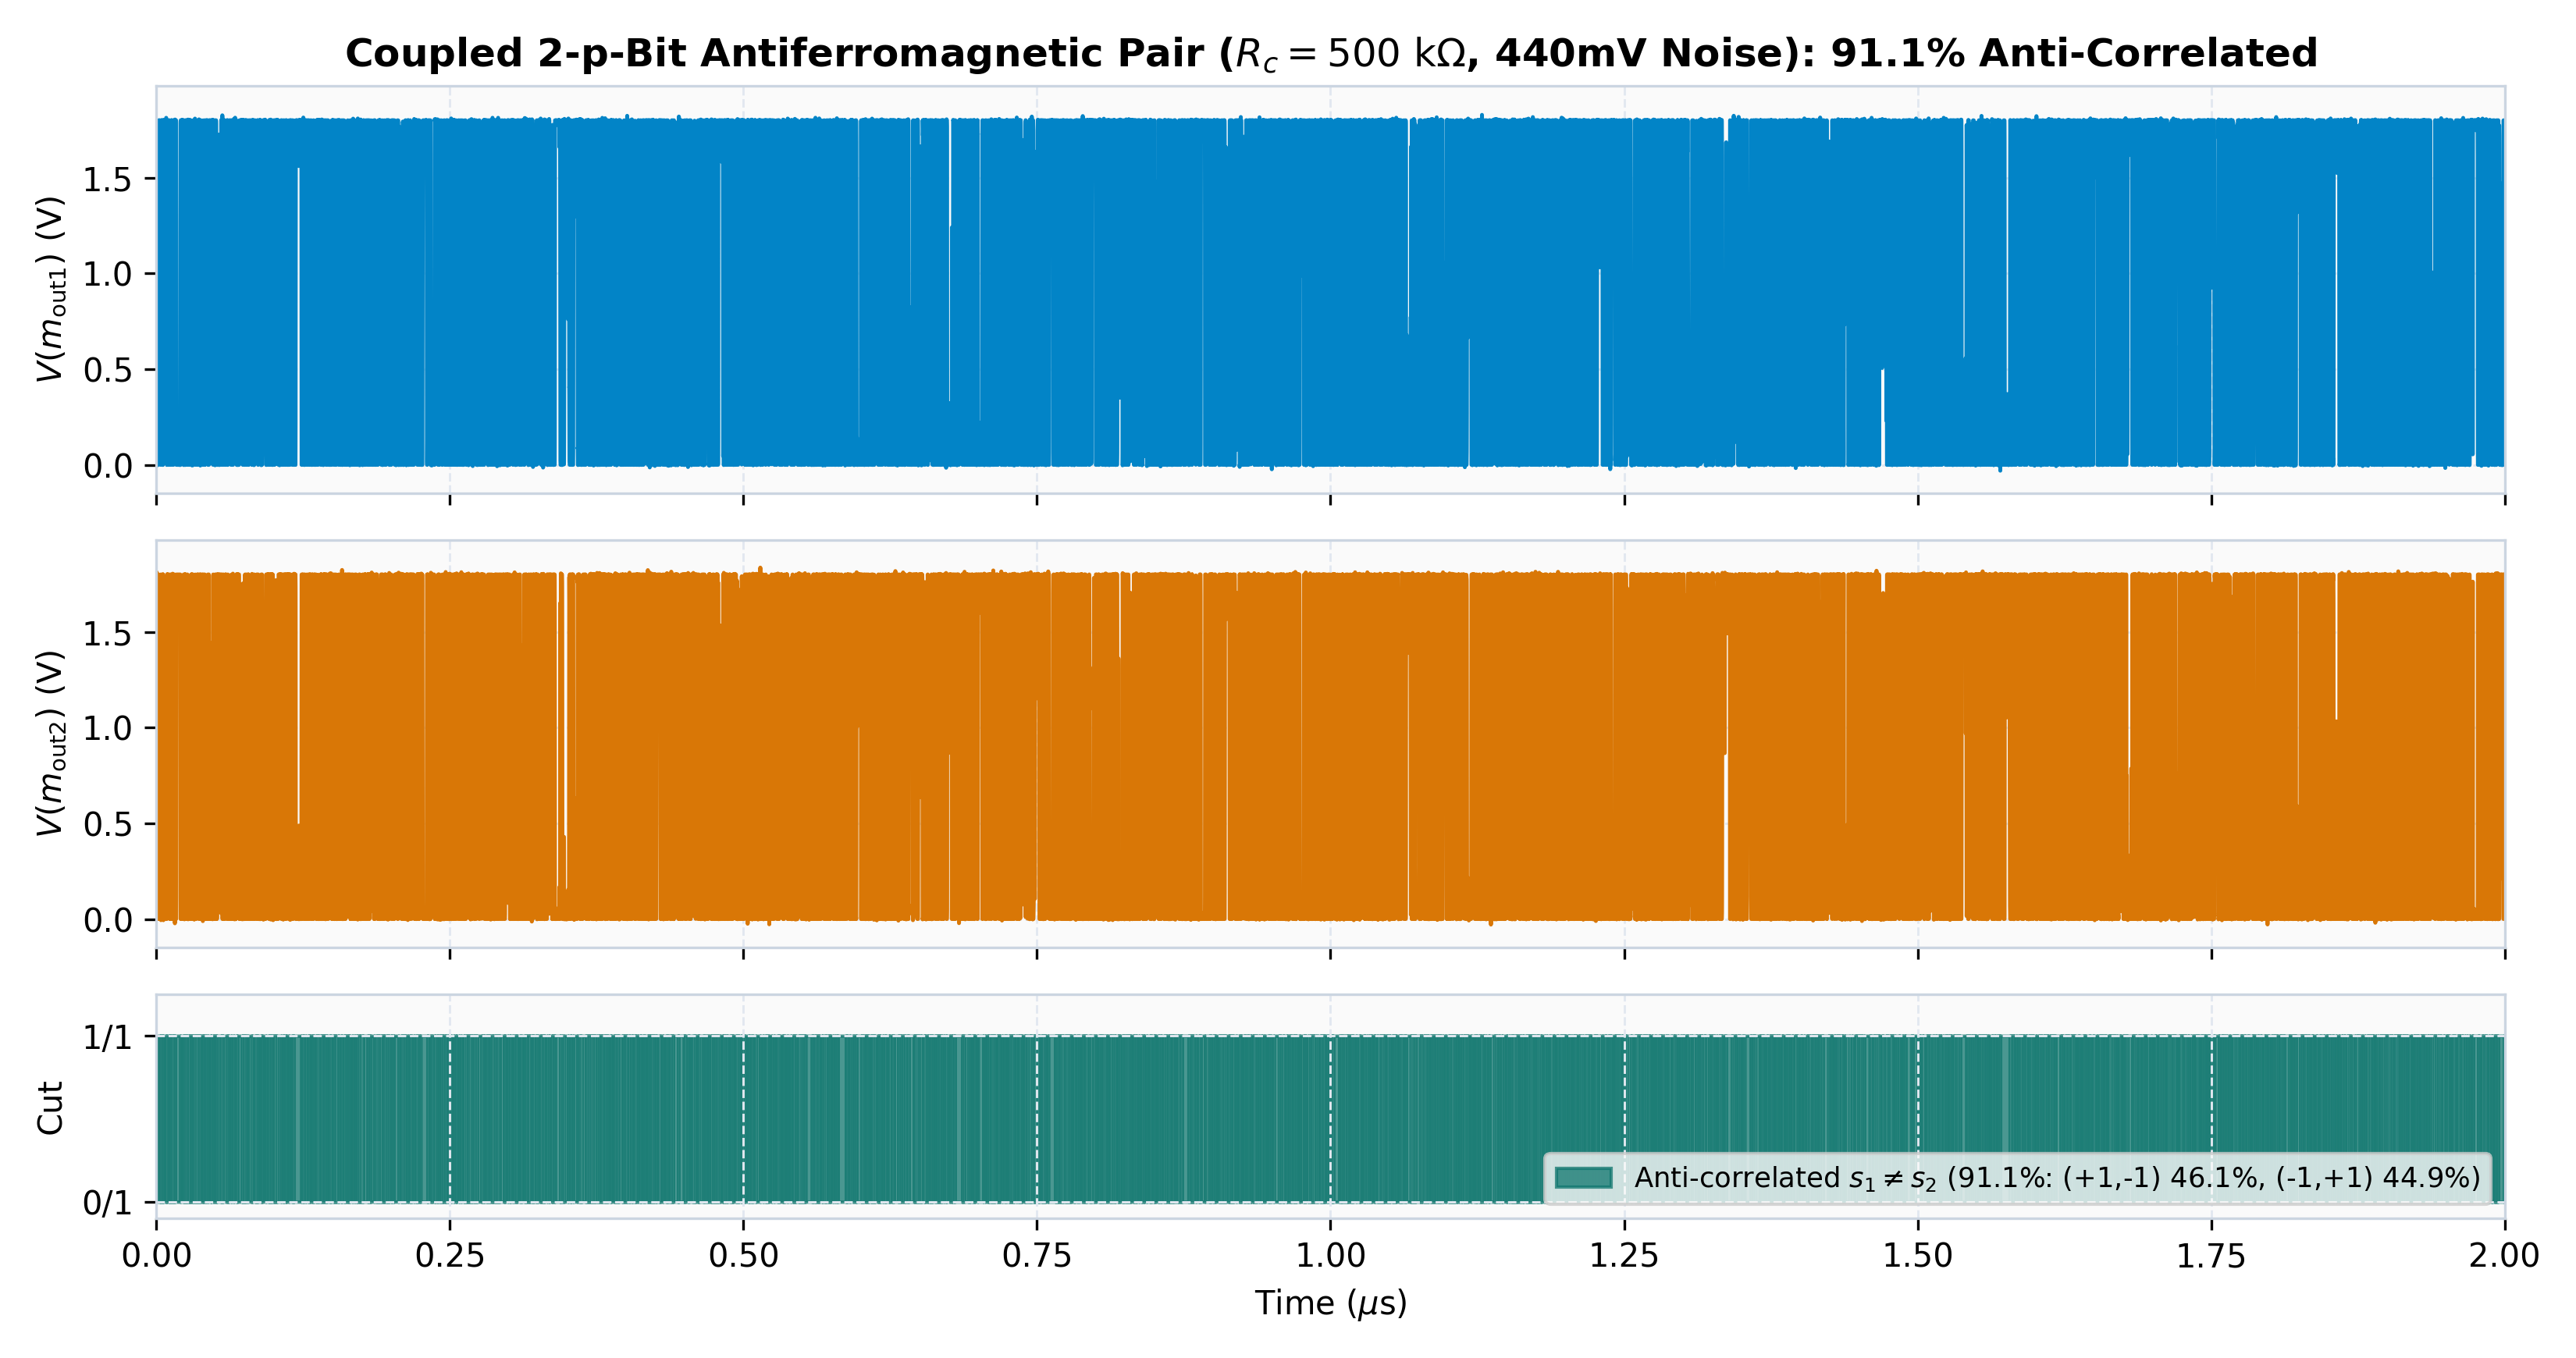 Coupled 2-p-Bit Antiferromagnetic Pair (R_c = 500 kΩ, 440mV Noise): 91.1% Anti-Correlated
V(m_out1) (V)
1.5
1.0
0.5
0.0
V(m_out2) (V)
1.5
1.0
0.5
0.0
Cut
1/1
0/1
Anti-correlated s₁ ≠ s₂ (91.1%: (+1,-1) 46.1%, (-1,+1) 44.9%)
0.00 0.25 0.50 0.75 1.00 1.25 1.50 1.75 2.00
Time (μs)